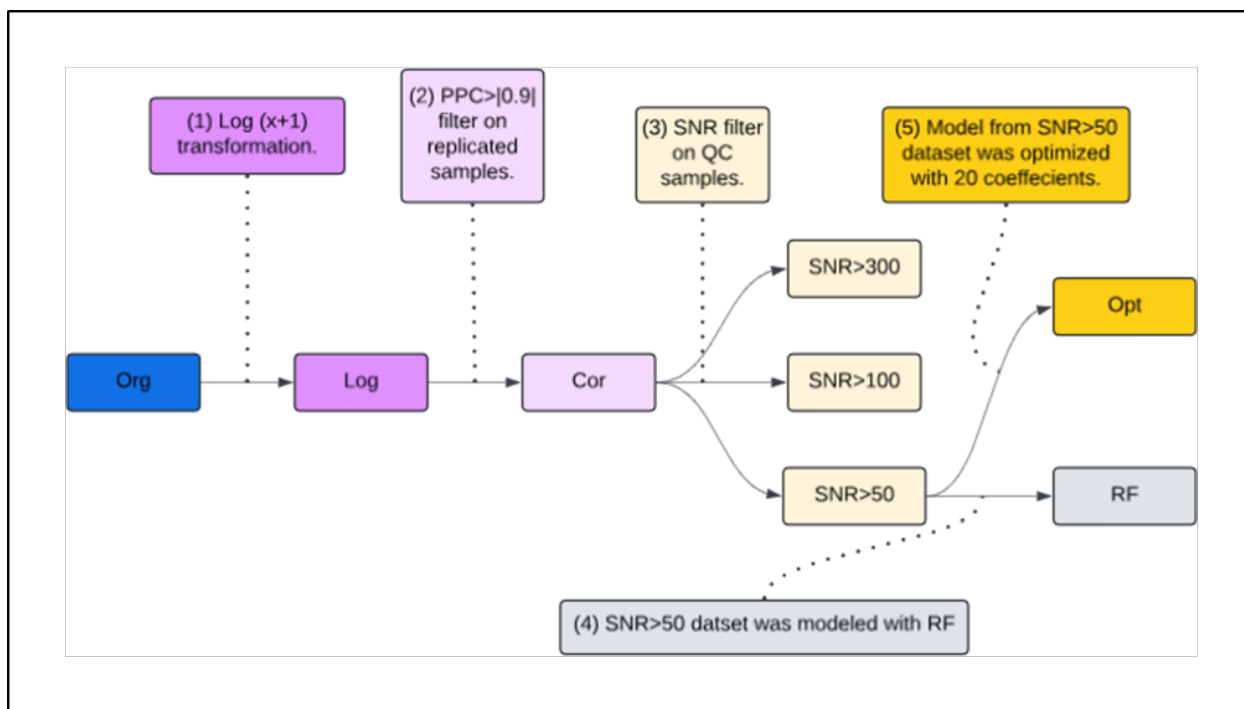 (1) Log (x+1)
transformation.
(2) PPC>|0.9|
filter on
replicated
samples.
(3) SNR filter
on QC
samples.
(5) Model from SNR>50
dataset was optimized
with 20 coeffecients.
Org
Log
Cor
SNR>300
SNR>100
SNR>50
Opt
RF
(4) SNR>50 datset was modeled with RF